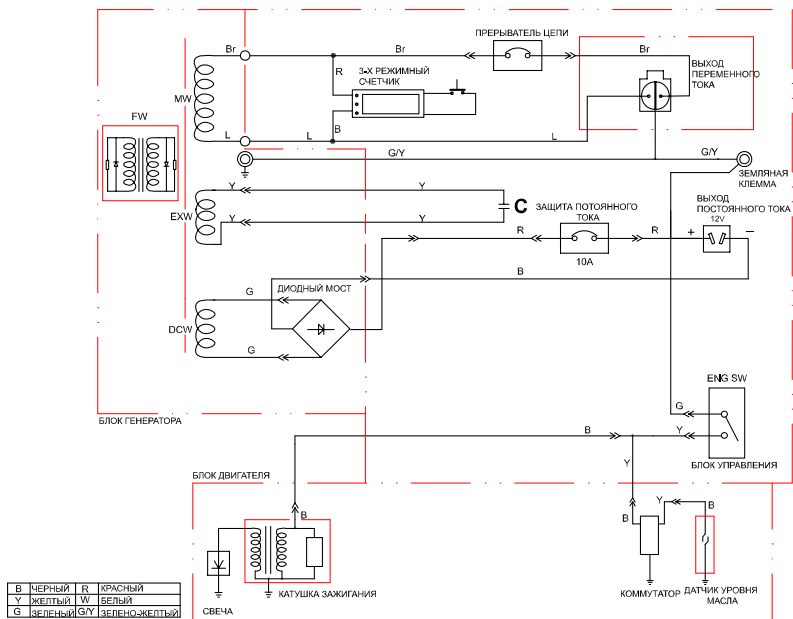 ПРЕРЫВАТЕЛЬ ЦЕПИ
Br
Br
Br
R
3-Х РЕЖИМНЫЙ
СЧЕТЧИК
ВЫХОД
ПЕРЕМЕННОГО
ТОКА
MW
FW
B
L
L
L
G/Y
G/Y
ЗЕМЛЯНАЯ
КЛЕММА
Y
Y
EXW
Y
Y
C
ЗАЩИТА ПОТОЯННОГО
ТОКА
10A
ВЫХОД
ПОСТОЯННОГО ТОКА
12V
R
R
+
–
B
G
ДИОДНЫЙ МОСТ
DCW
G
БЛОК ГЕНЕРАТОРА
ENG SW
G
Y
БЛОК УПРАВЛЕНИЯ
B
Y
БЛОК ДВИГАТЕЛЯ
B
B
Y
B
СВЕЧА
КАТУШКА ЗАЖИГАНИЯ
КОММУТАТОР
ДАТЧИК УРОВНЯ
МАСЛА
B ЧЕРНЫЙ R КРАСНЫЙ
Y ЖЕЛТЫЙ W БЕЛЫЙ
G ЗЕЛЕНЫЙ G/Y ЗЕЛЕНО-ЖЕЛТЫЙ